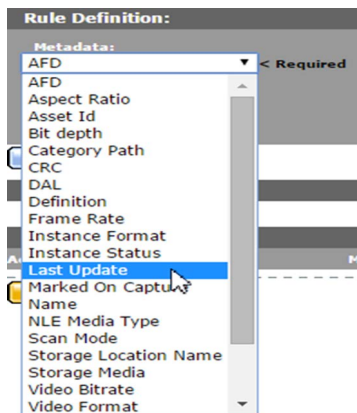 Rule Definition:
Metadata:
AFD
< Required
AFD
Aspect Ratio
Asset Id
Bit depth
Category Path
CRC
DAL
Definition
Frame Rate
Instance Format
Instance Status
Last Update
Marked On Capture
Name
NLE Media Type
Scan Mode
Storage Location Name
Storage Media
Video Bitrate
Video Format